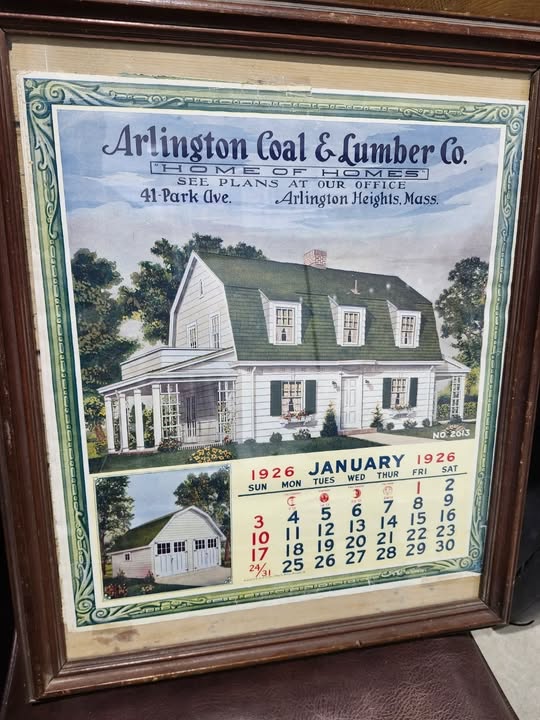 Arlington Coal & Lumber Co.
"HOME OF HOMES"
SEE PLANS AT OUR OFFICE
41 Park Ave. Arlington Heights, Mass.
NO. 2613
1926 JANUARY 1926
SUN MON TUES WED THUR FRI SAT
1 2
3 4 5 6 7 8 9
10 11 12 13 14 15 16
17 18 19 20 21 22 23
24/31 25 26 27 28 29 30